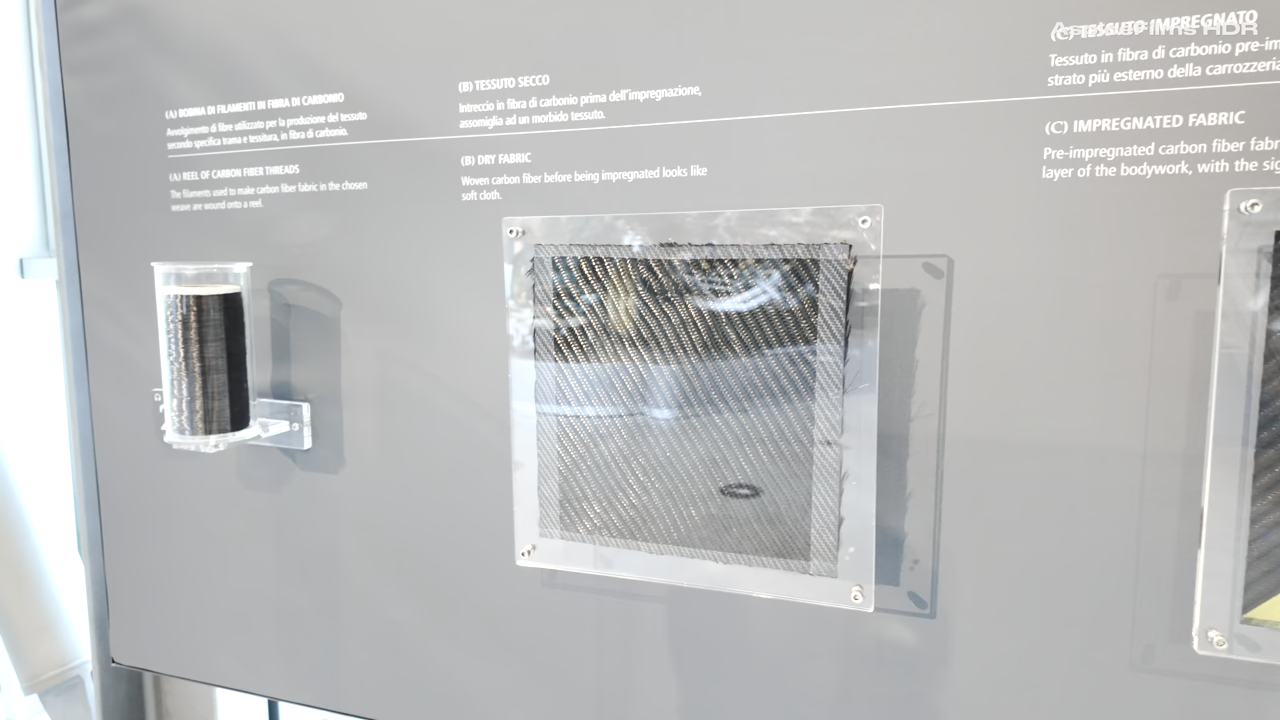 (A) BOBINA DI FILAMENTI IN FIBRA DI CARBONIO
Avvolgimento di fibre utilizzato per la produzione del tessuto
secondo specifica trama e tessitura, in fibra di carbonio.
(A) REEL OF CARBON FIBER THREADS
The filaments used to make carbon fiber fabric in the chosen
weave are wound onto a reel.
(B) TESSUTO SECCO
Intreccio in fibra di carbonio prima dell'impregnazione,
assomiglia ad un morbido tessuto.
(B) DRY FABRIC
Woven carbon fiber before being impregnated looks like
soft cloth.
(C) TESSUTO IMPREGNATO
Tessuto in fibra di carbonio pre-im
strato più esterno della carrozzeria
(C) IMPREGNATED FABRIC
Pre-impregnated carbon fiber fabr
layer of the bodywork, with the sig
HDR